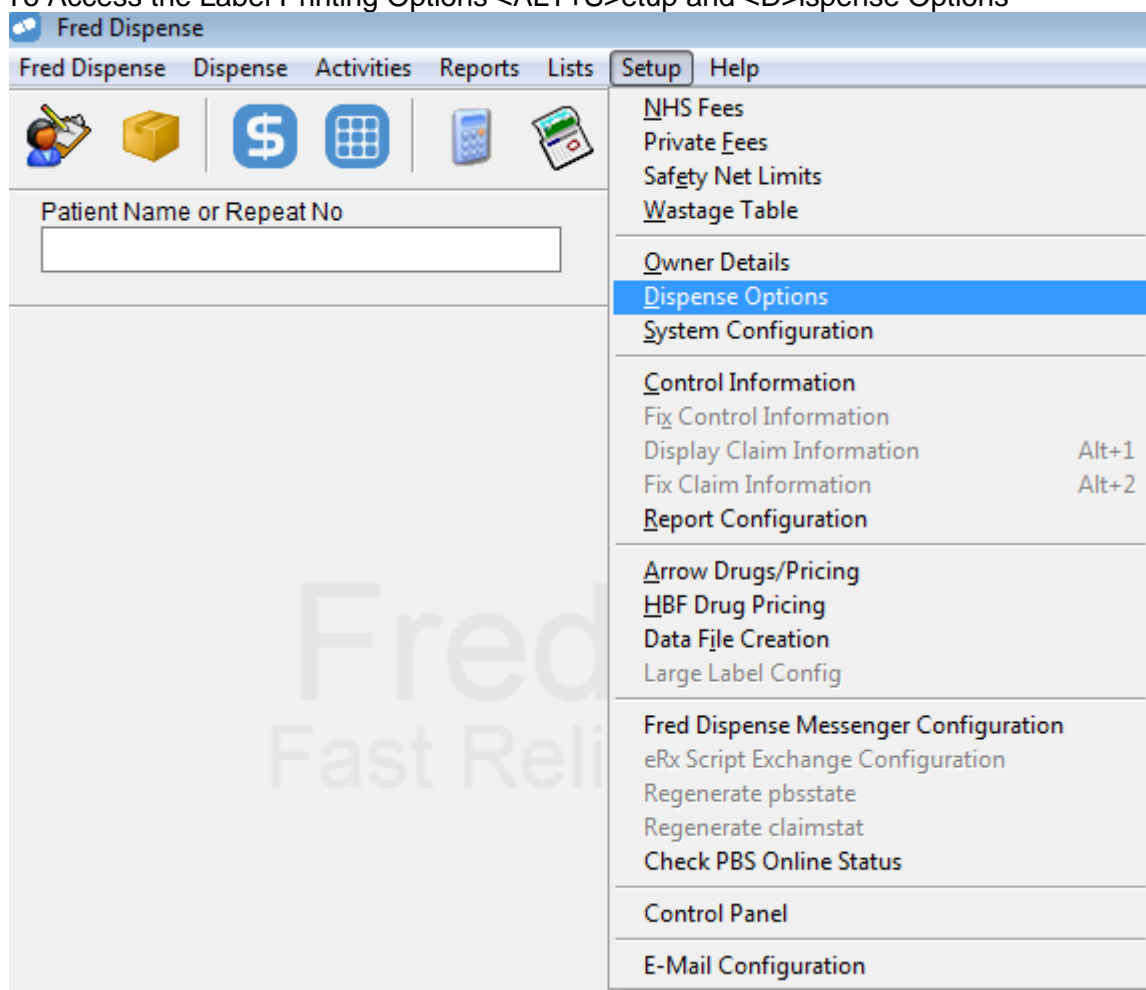 To Access the Label Printing Options <ALT+S>etup and <D>ispense Options
Fred Dispense
Fred Dispense Dispense Activities Reports Lists Setup Help
NHS Fees
Private Fees
Safety Net Limits
Wastage Table
Patient Name or Repeat No
Owner Details
Dispense Options
System Configuration
Control Information
Fix Control Information
Display Claim Information Alt+1
Fix Claim Information Alt+2
Report Configuration
Arrow Drugs/Pricing
HBF Drug Pricing
Data File Creation
Large Label Config
Fred
Fast Reli
Fred Dispense Messenger Configuration
eRx Script Exchange Configuration
Regenerate pbsstate
Regenerate claimstat
Check PBS Online Status
Control Panel
E-Mail Configuration